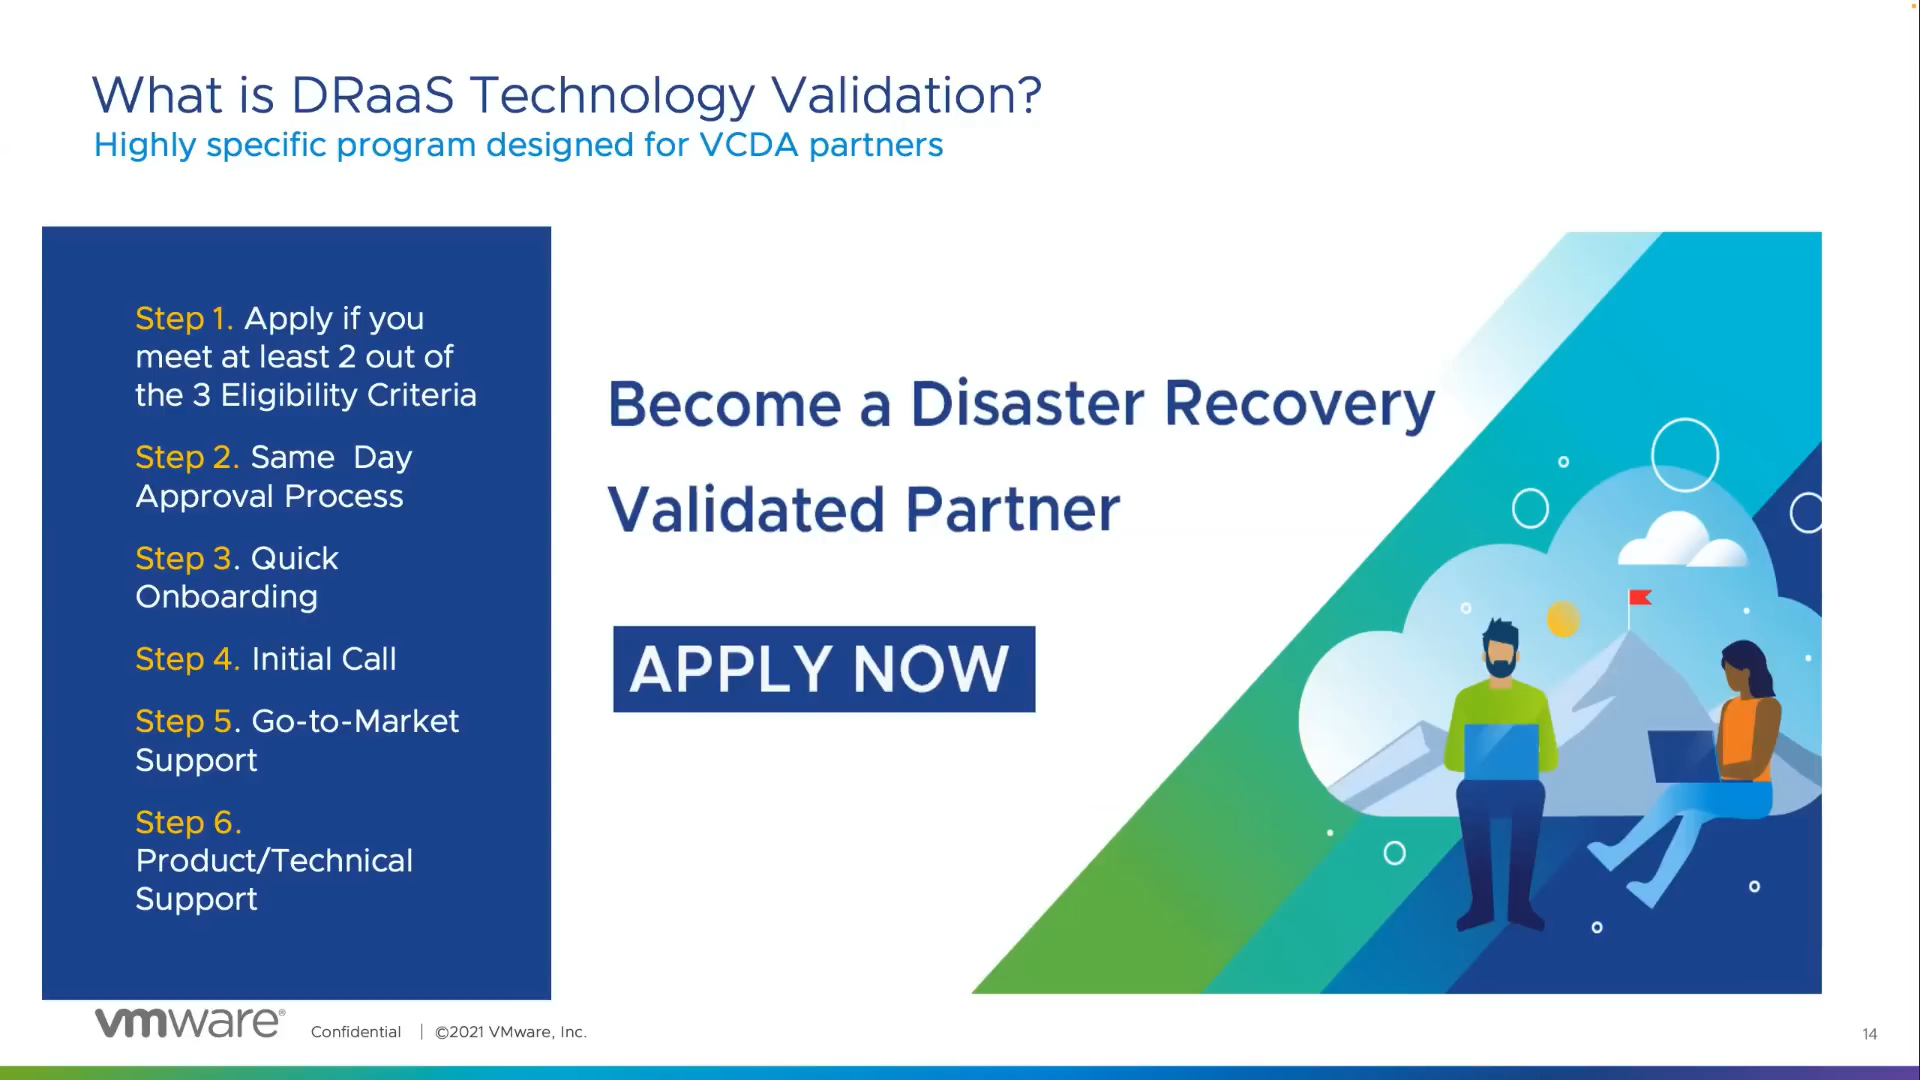 What is DRaaS Technology Validation?
Highly specific program designed for VCDA partners
Step 1. Apply if you
meet at least 2 out of
the 3 Eligibility Criteria
Step 2. Same  Day
Approval Process
Step 3. Quick
Onboarding
Step 4. Initial Call
Step 5. Go-to-Market
Support
Step 6.
Product/Technical
Support
Become a Disaster Recovery
Validated Partner
APPLY NOW
vmware®
Confidential | ©2021 VMware, Inc.
14